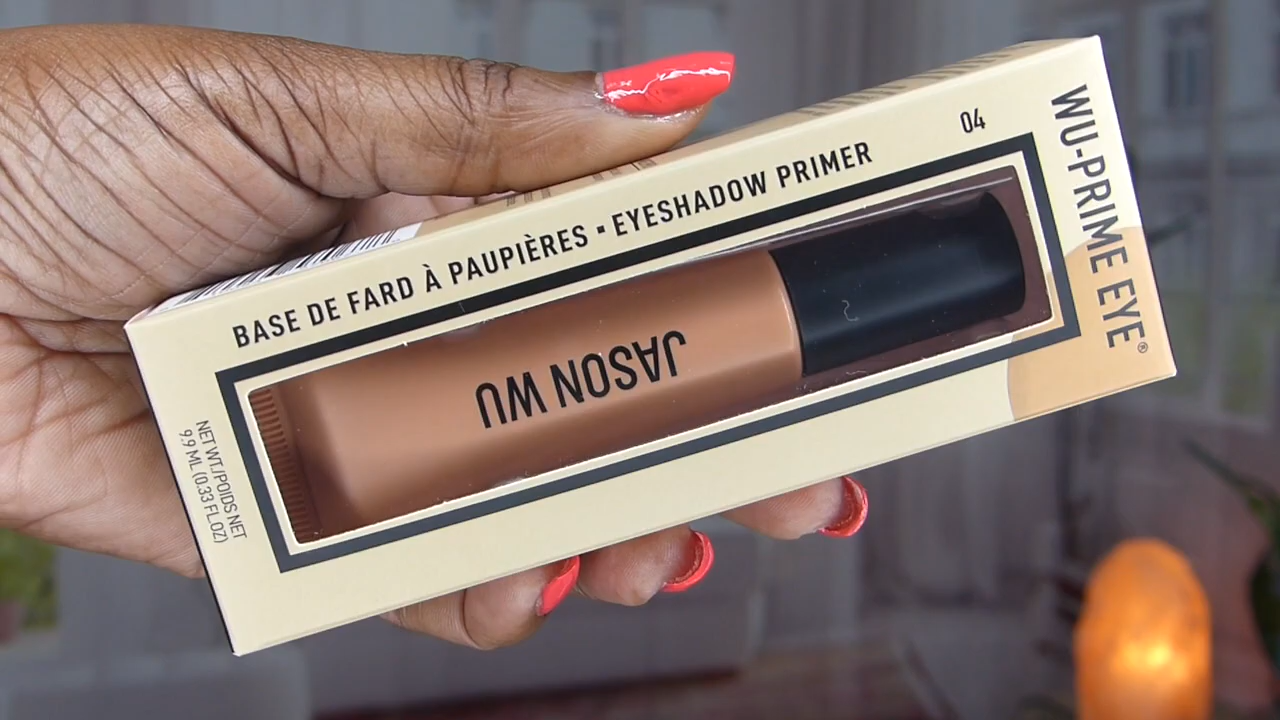 BASE DE FARD À PAUPIÈRES ▪ EYESHADOW PRIMER
04
WU-PRIME EYE®
JASON WU
NET WT./POIDS NET
9.9 ML (0.33 FL OZ)